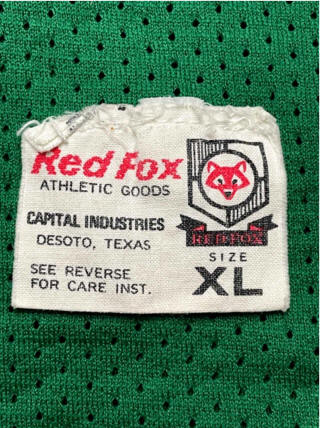 Red Fox
ATHLETIC GOODS
CAPITAL INDUSTRIES
DESOTO, TEXAS
SEE REVERSE
FOR CARE INST.
RED FOX
SIZE
XL